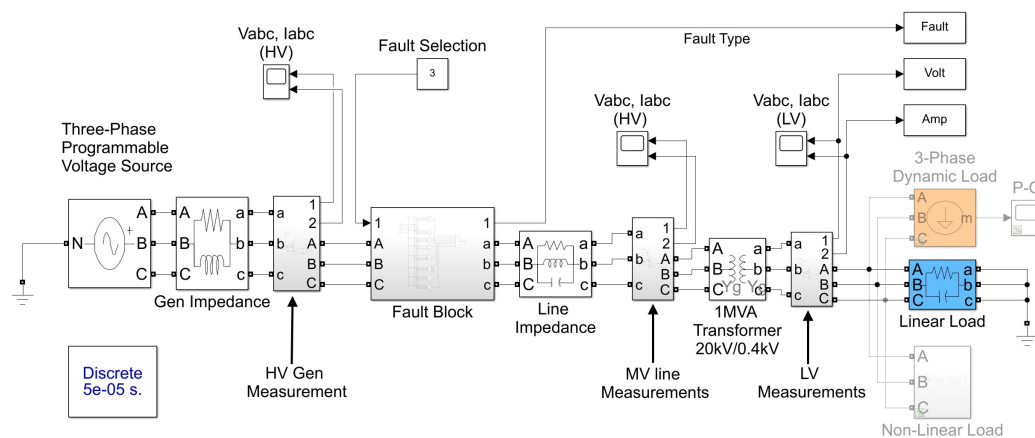 Vabc, Iabc
(HV)
Fault Selection
3
Fault Type
Fault
Volt
Amp
Three-Phase
Programmable
Voltage Source
N
+
A
B
C
A
B
C
a
b
c
Gen Impedance
a
b
c
1
2
A
B
C
HV Gen
Measurement
1
A
B
C
1
a
b
c
Fault Block
A
B
C
a
b
c
Line
Impedance
Vabc, Iabc
(HV)
a
b
c
1
2
A
B
C
MV line
Measurements
A
B
C
a
b
c
Yg Yg
1MVA
Transformer
20kV/0.4kV
Vabc, Iabc
(LV)
a
b
c
1
2
A
B
C
LV
Measurements
3-Phase
Dynamic Load
A
B
C
m
A
B
C
a
b
c
Linear Load
A
B
C
Non-Linear Load
Discrete
5e-05 s.